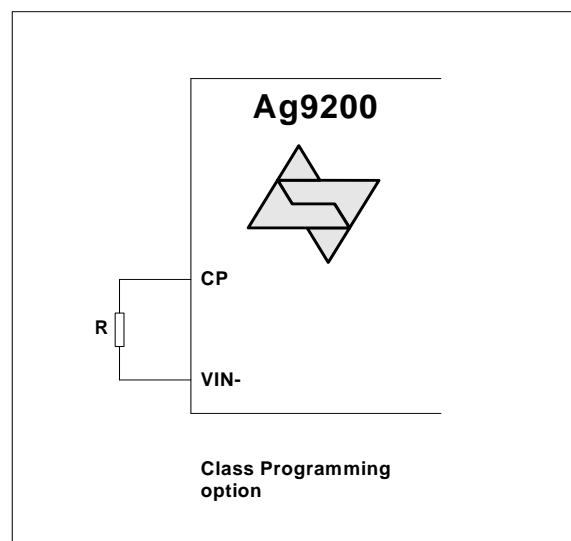 Ag9200
CP
R
VIN-
Class Programming
option